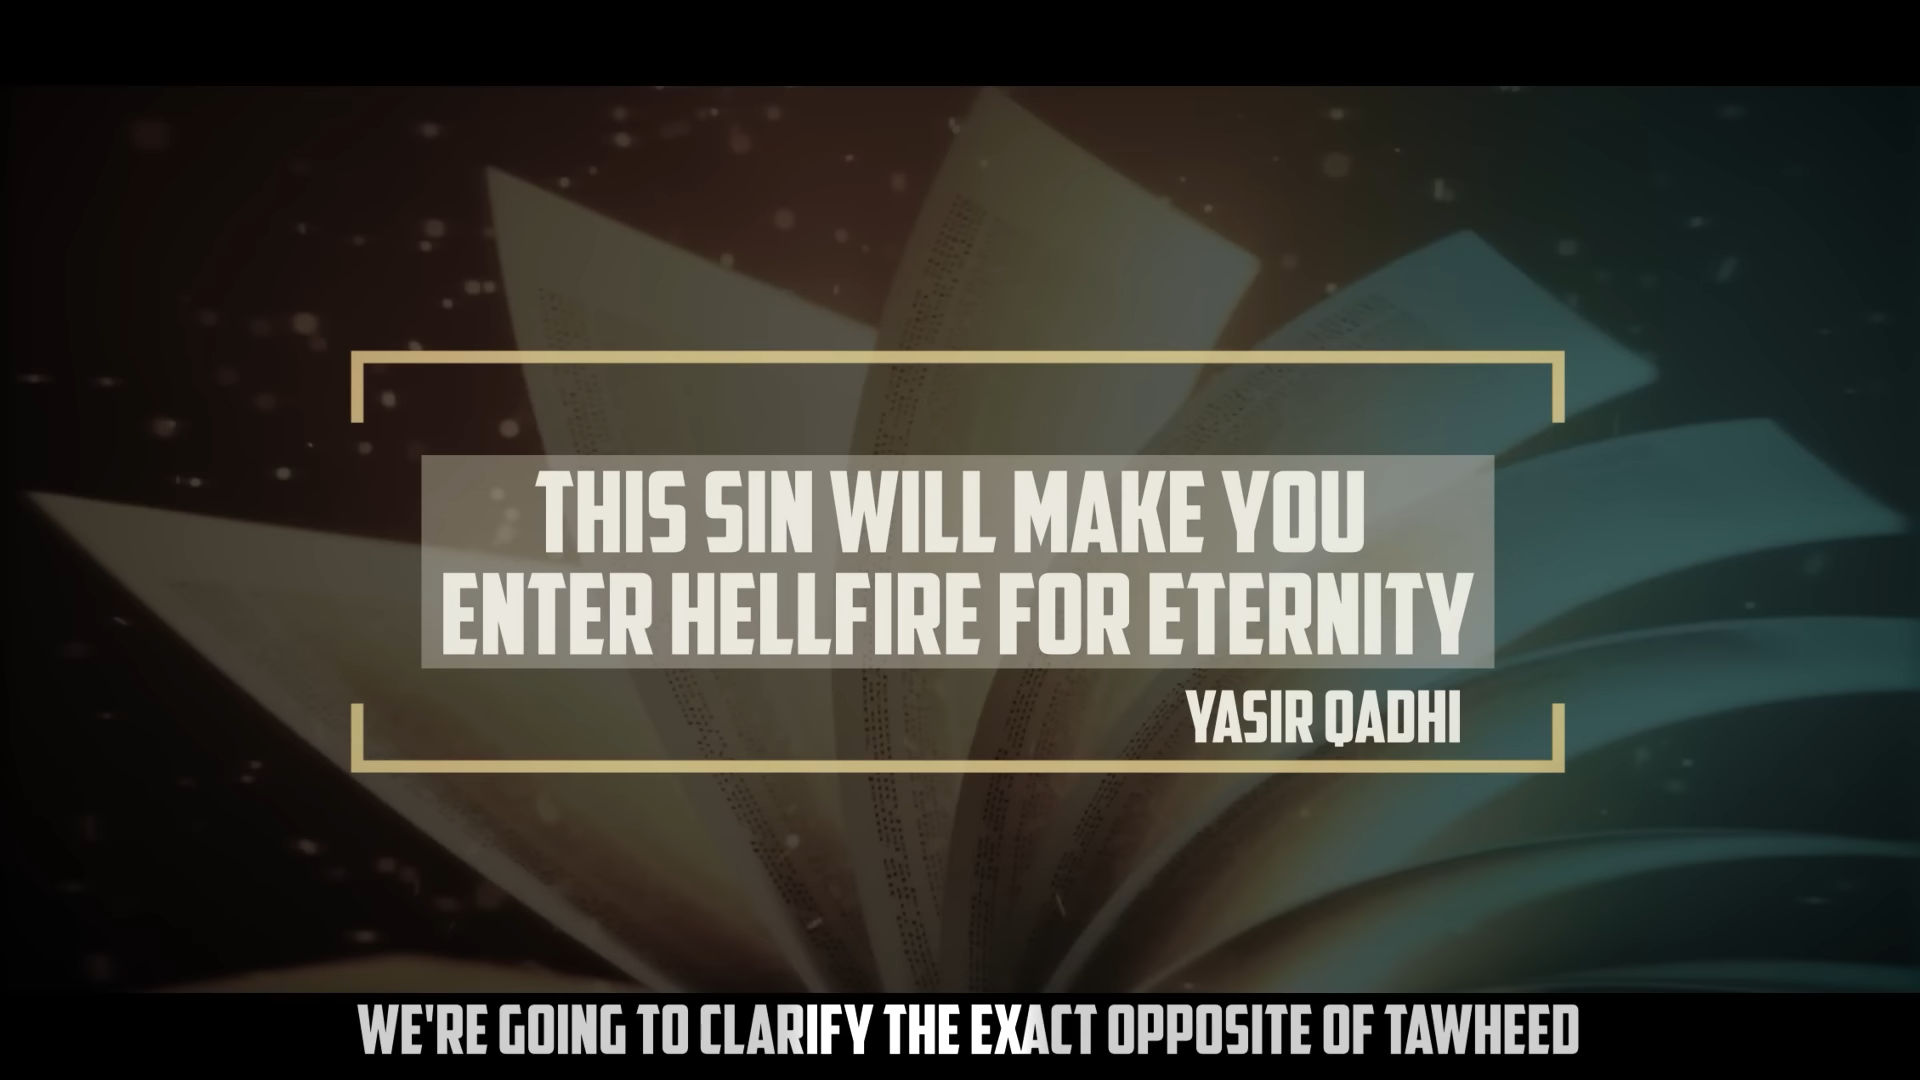 THIS SIN WILL MAKE YOU
ENTER HELLFIRE FOR ETERNITY
YASIR QADHI
WE'RE GOING TO CLARIFY THE EXACT OPPOSITE OF TAWHEED